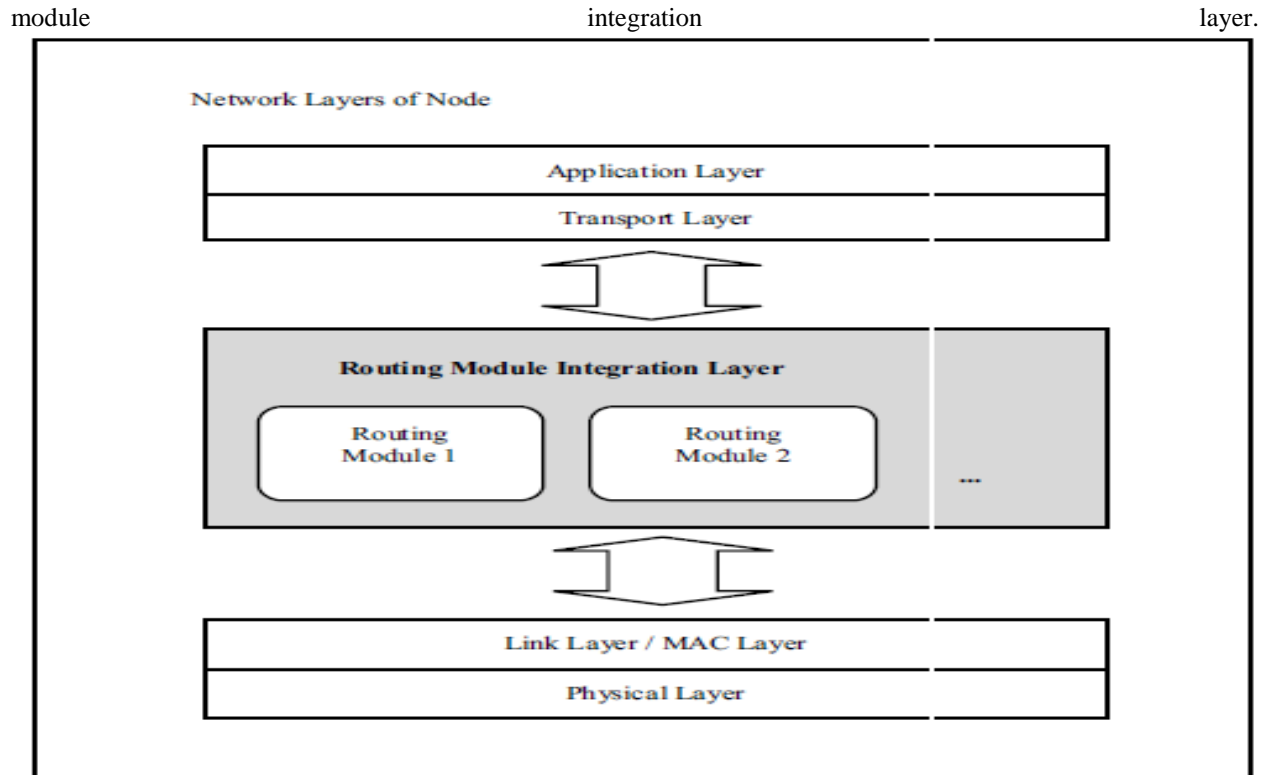 module integration layer.
Network Layers of Node
Application Layer
Transport Layer
Routing Module Integration Layer
Routing Module 1
Routing Module 2
...
Link Layer / MAC Layer
Physical Layer